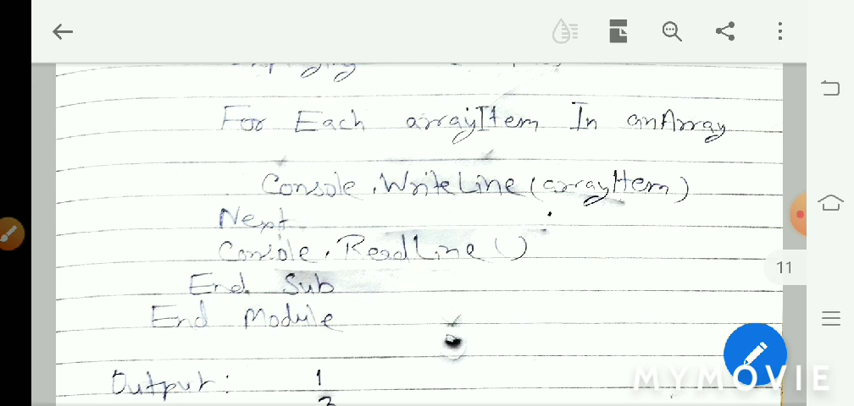 For Each arrayItem In anArray
Console.WriteLine(arrayItem)
Next
Console.ReadLine()
End Sub
End Module
Output: 1
11
MYMOVIE